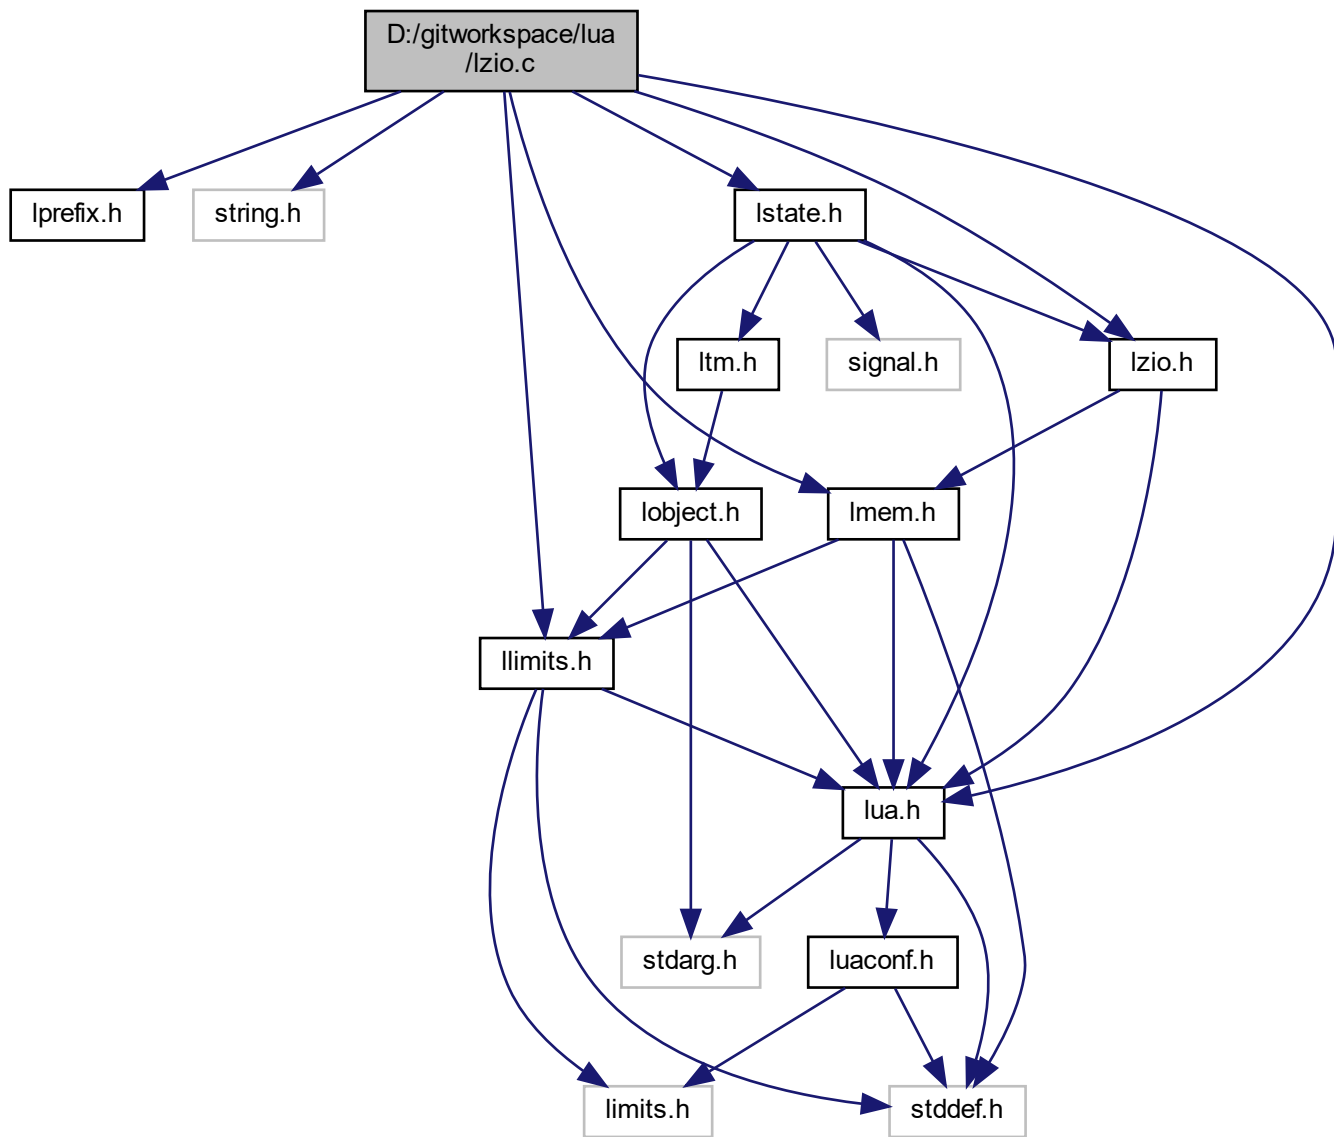 D:/gitworkspace/lua
/lzio.c
lprefix.h
string.h
lstate.h
ltm.h
signal.h
lzio.h
lobject.h
lmem.h
llimits.h
lua.h
stdarg.h
luaconf.h
limits.h
stddef.h